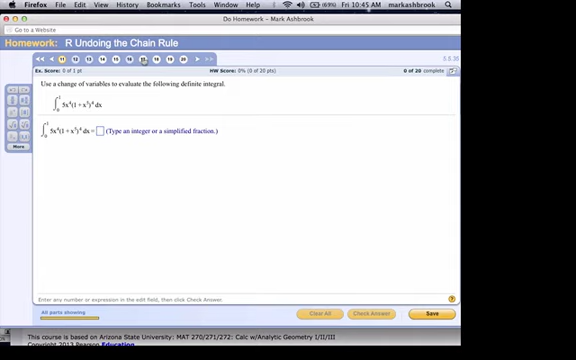 Firefox File Edit View History Bookmarks Tools Help (69%) Fri 10:45 AM markashbrook
Do Homework – Mark Ashbrook
Go to a Website
Homework: R Undoing the Chain Rule
11 12 13 14 15 16 18 19 20
Ex. Score: 0 of 1 pt HW Score: 0% (0 of 20 pts) 0 of 20 complete
Use a change of variables to evaluate the following definite integral.
∫₀¹ 5x⁴(1 + x⁵)⁴ dx
∫₀¹ 5x⁴(1 + x⁵)⁴ dx = (Type an integer or a simplified fraction.)
More
Enter any number or expression in the edit field, then click Check Answer.
All parts showing
Clear All Check Answer Save
This course is based on Arizona State University: MAT 270/271/272: Calc w/Analytic Geometry I/II/III
Copyright 2013 Pearson Education